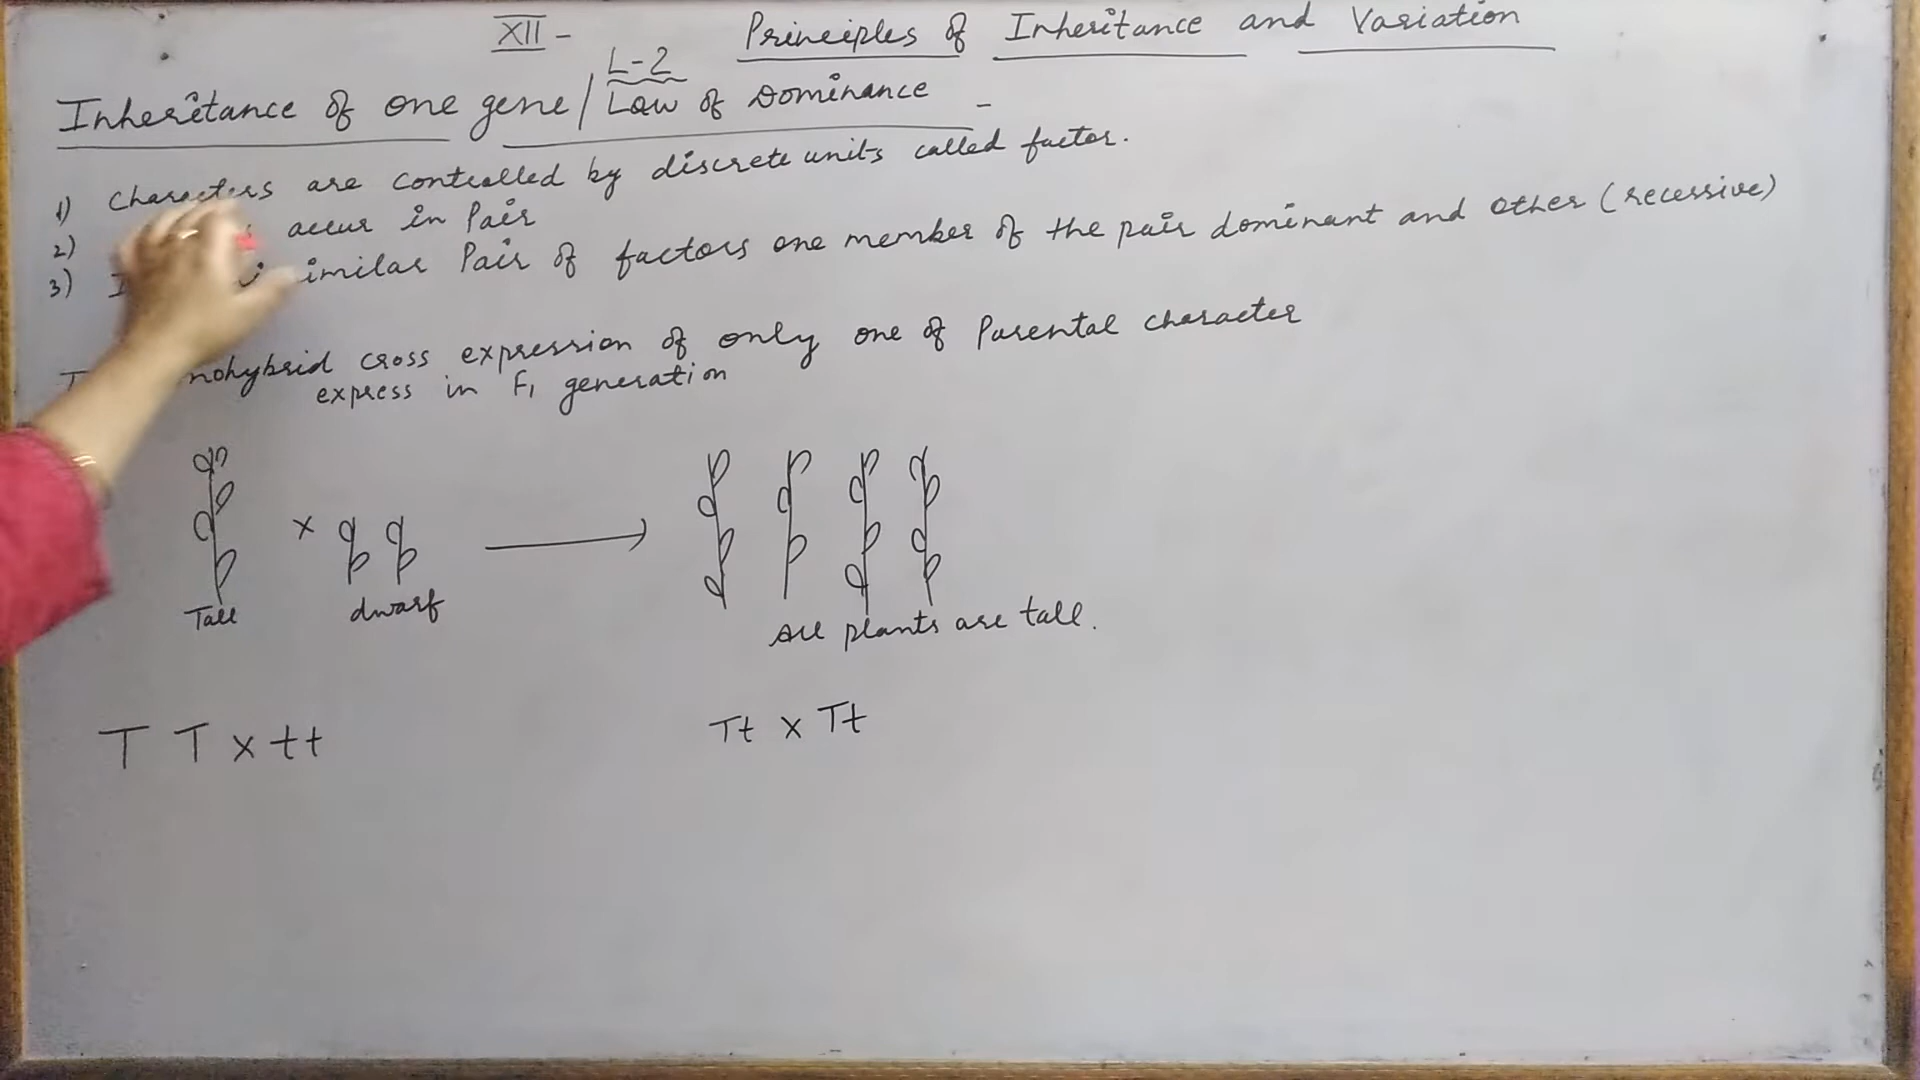 XII - Principles of Inheritance and Variation
L-2
Inheritance of one gene / Law of Dominance -
1) Characters are controlled by discrete units called factor.
2) occur in Pair
3) similar Pair of factors one member of the pair dominant and other (recessive)
nohybrid cross expression of only one of Parental character
express in F1 generation
x
Tall dwarf
All plants are tall.
T T x tt Tt x Tt